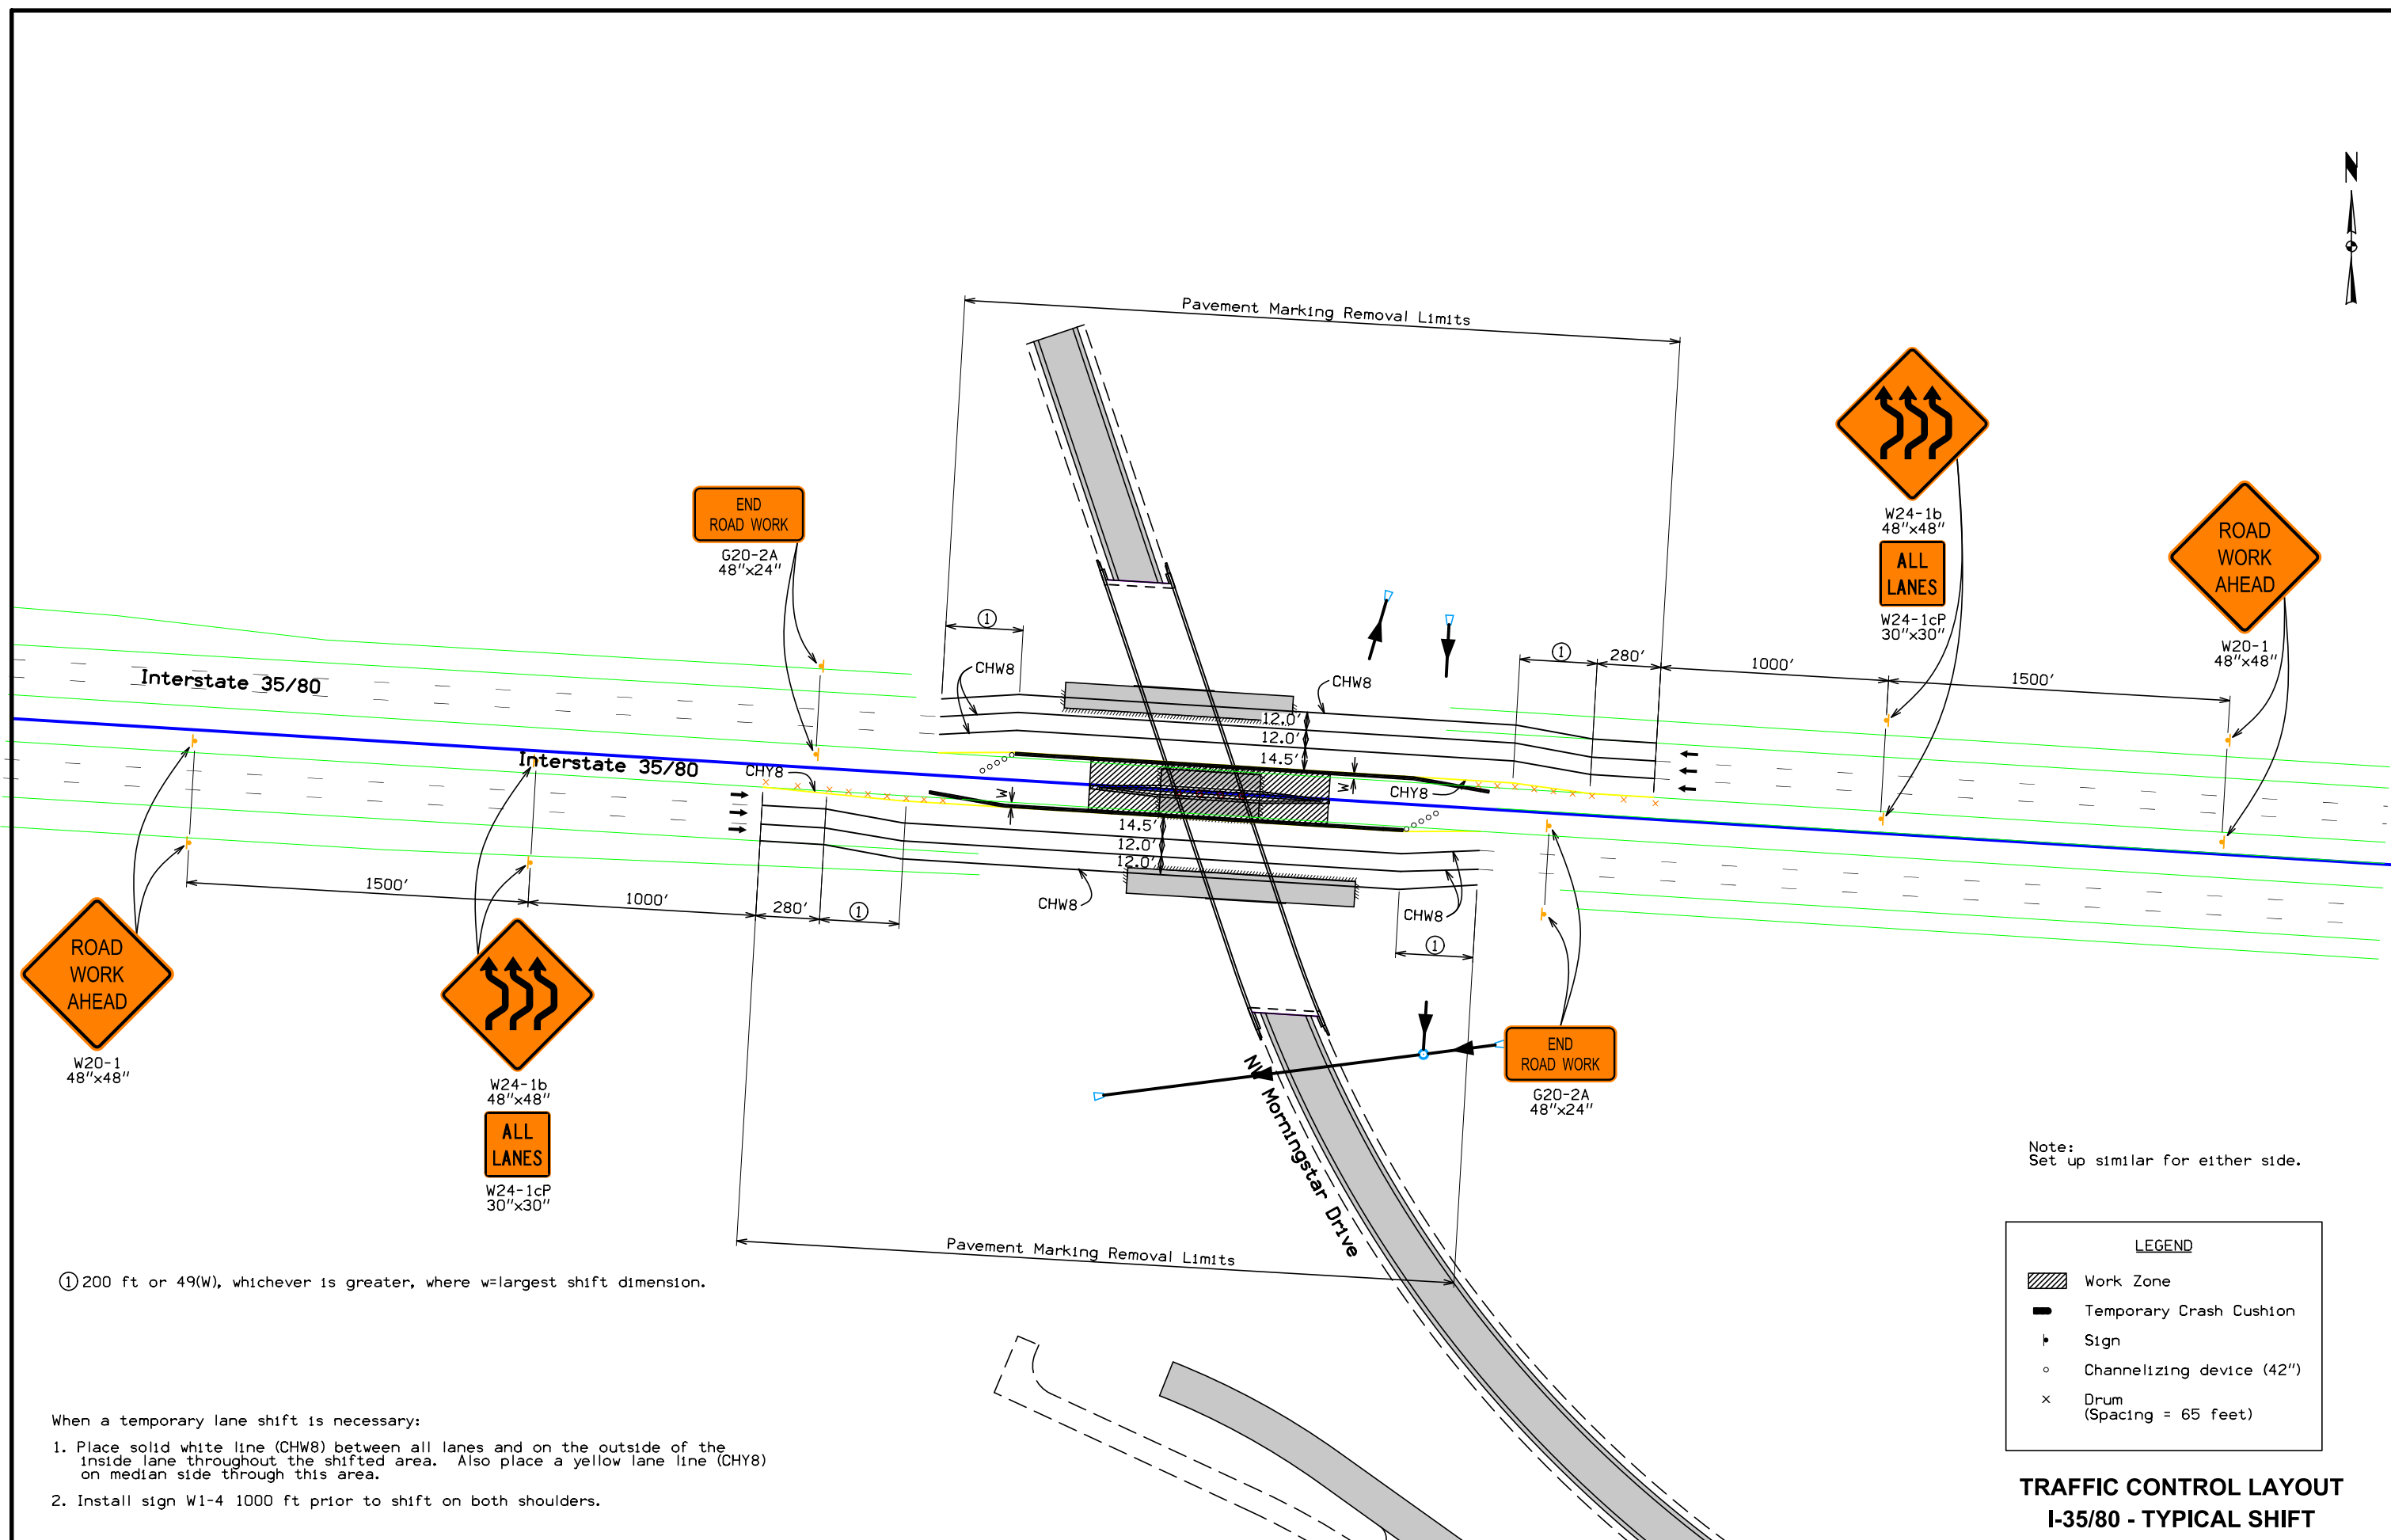 N
Pavement Marking Removal Limits
END
ROAD WORK
G20-2A
48"x24"
W24-1b
48"x48"
ALL
LANES
W24-1cP
30"x30"
ROAD
WORK
AHEAD
W20-1
48"x48"
1
CHW8
CHW8
1
280'
1000'
1500'
Interstate 35/80
Interstate 35/80
12.0'
12.0'
14.5'
W
W
CHY8
CHY8
14.5'
12.0'
12.0'
CHW8
CHW8
1500'
1000'
280'
1
1
ROAD
WORK
AHEAD
W20-1
48"x48"
W24-1b
48"x48"
ALL
LANES
W24-1cP
30"x30"
END
ROAD WORK
G20-2A
48"x24"
NW Morningstar Drive
Pavement Marking Removal Limits
Note:
Set up similar for either side.
LEGEND
Work Zone
Temporary Crash Cushion
Sign
Channelizing device (42")
Drum
(Spacing = 65 feet)
1 200 ft or 49(W), whichever is greater, where w=largest shift dimension.
When a temporary lane shift is necessary:
1. Place solid white line (CHW8) between all lanes and on the outside of the
inside lane throughout the shifted area. Also place a yellow lane line (CHY8)
on median side through this area.
2. Install sign W1-4 1000 ft prior to shift on both shoulders.
TRAFFIC CONTROL LAYOUT
I-35/80 - TYPICAL SHIFT